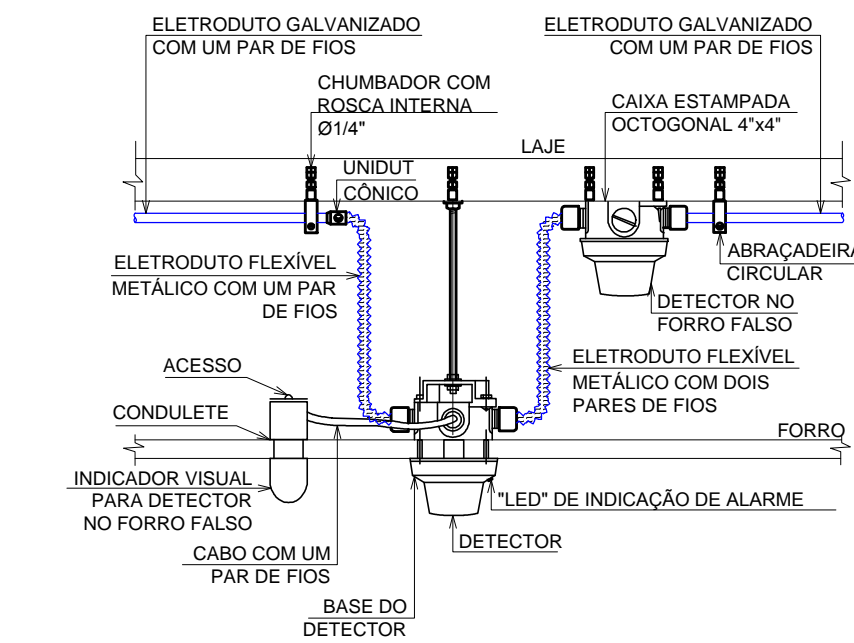 ELETRODUTO GALVANIZADO
COM UM PAR DE FIOS
ELETRODUTO GALVANIZADO
COM UM PAR DE FIOS
CHUMBADOR COM
ROSCA INTERNA
Ø1/4"
CAIXA ESTAMPADA
OCTOGONAL 4"x4"
LAJE
UNIDUT
CÔNICO
ELETRODUTO FLEXÍVEL
METÁLICO COM UM PAR
DE FIOS
ABRAÇADEIRA
CIRCULAR
DETECTOR NO
FORRO FALSO
ELETRODUTO FLEXÍVEL
METÁLICO COM DOIS
PARES DE FIOS
ACESSO
CONDULETE
FORRO
INDICADOR VISUAL
PARA DETECTOR
NO FORRO FALSO
"LED" DE INDICAÇÃO DE ALARME
DETECTOR
CABO COM UM
PAR DE FIOS
BASE DO
DETECTOR